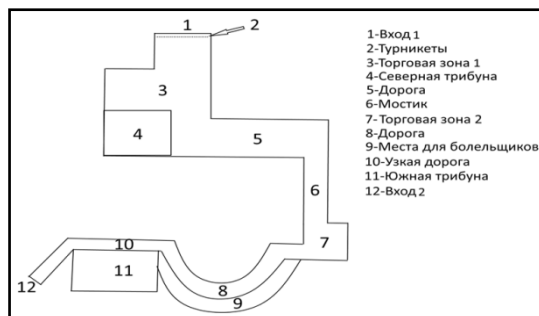 1
2
3
4
5
6
7
8
9
10
11
12
1-Вход 1
2-Турникеты
3-Торговая зона 1
4-Северная трибуна
5-Дорога
6-Мостик
7-Торговая зона 2
8-Дорога
9-Места для болельщиков
10-Узкая дорога
11-Южная трибуна
12-Вход 2